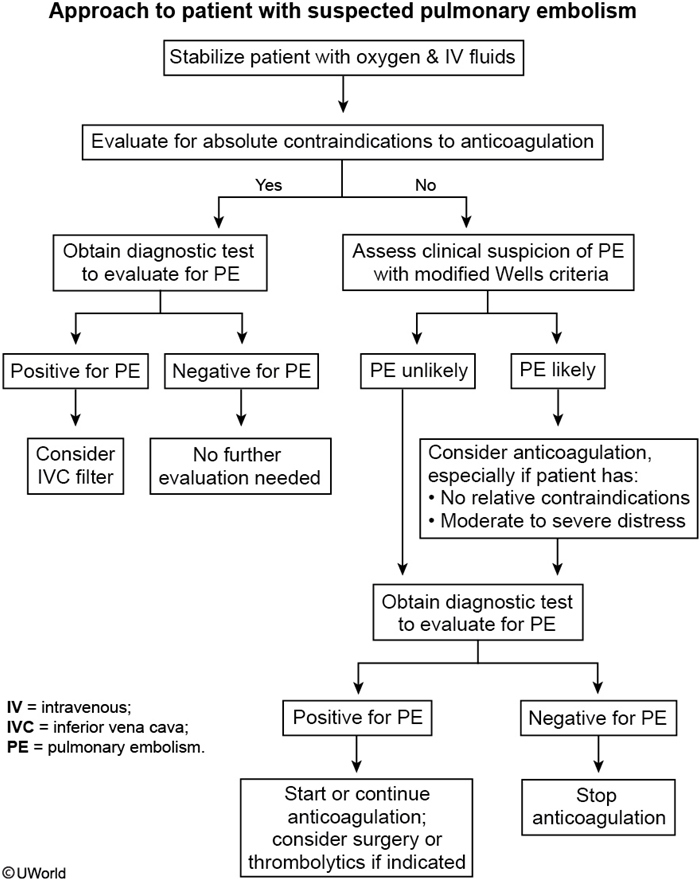 Approach to patient with suspected pulmonary embolism
Stabilize patient with oxygen & IV fluids
Evaluate for absolute contraindications to anticoagulation
Yes
No
Obtain diagnostic test
to evaluate for PE
Assess clinical suspicion of PE
with modified Wells criteria
Positive for PE
Negative for PE
PE unlikely
PE likely
Consider
IVC filter
No further
evaluation needed
Consider anticoagulation,
especially if patient has:
• No relative contraindications
• Moderate to severe distress
Obtain diagnostic test
to evaluate for PE
Positive for PE
Negative for PE
Start or continue
anticoagulation;
consider surgery or
thrombolytics if indicated
Stop
anticoagulation
IV = intravenous;
IVC = inferior vena cava;
PE = pulmonary embolism.
©UWorld